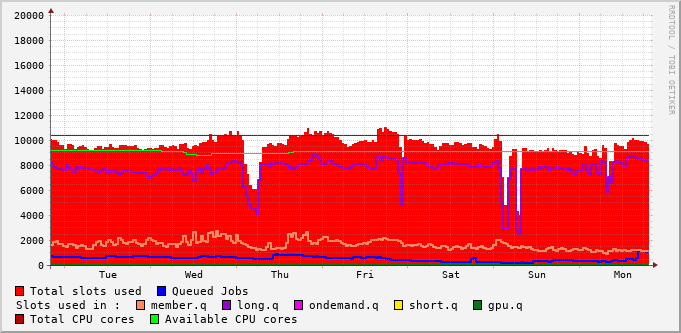 20000
18000
16000
14000
12000
10000
8000
6000
4000
2000
0
Tue Wed Thu Fri Sat Sun Mon
RRDTOOL / TOBI OETIKER
Total slots used Queued Jobs
Slots used in : member.q long.q ondemand.q short.q gpu.q
Total CPU cores Available CPU cores